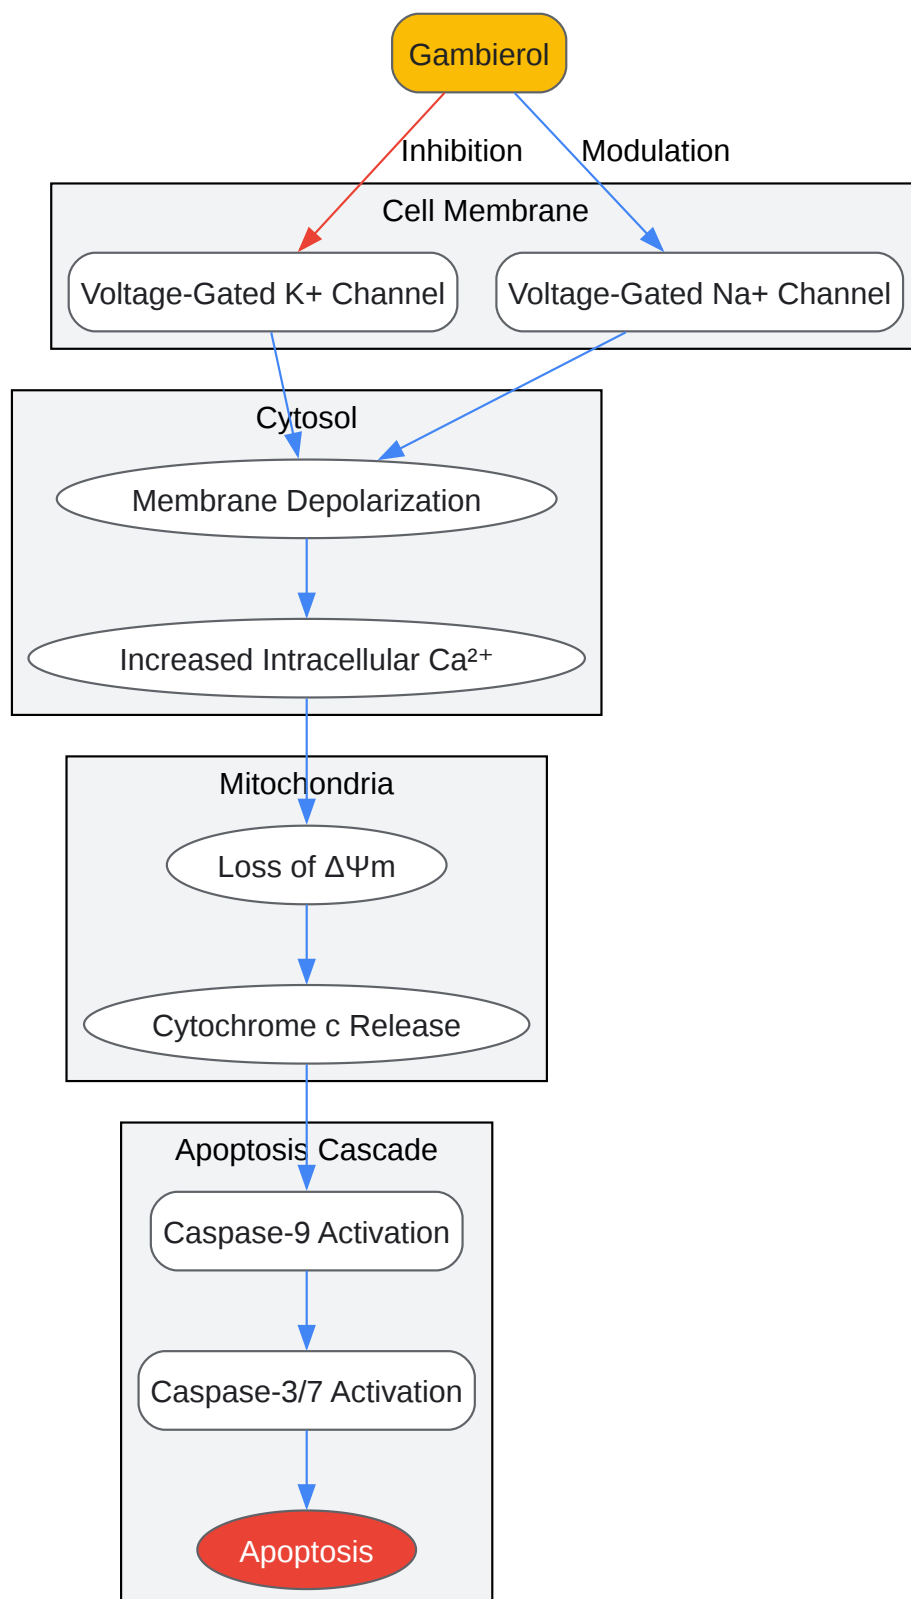 Gambierol
Inhibition
Modulation
Cell Membrane
Voltage-Gated K+ Channel
Voltage-Gated Na+ Channel
Cytosol
Membrane Depolarization
Increased Intracellular Ca²⁺
Mitochondria
Loss of ΔΨm
Cytochrome c Release
Apoptosis Cascade
Caspase-9 Activation
Caspase-3/7 Activation
Apoptosis